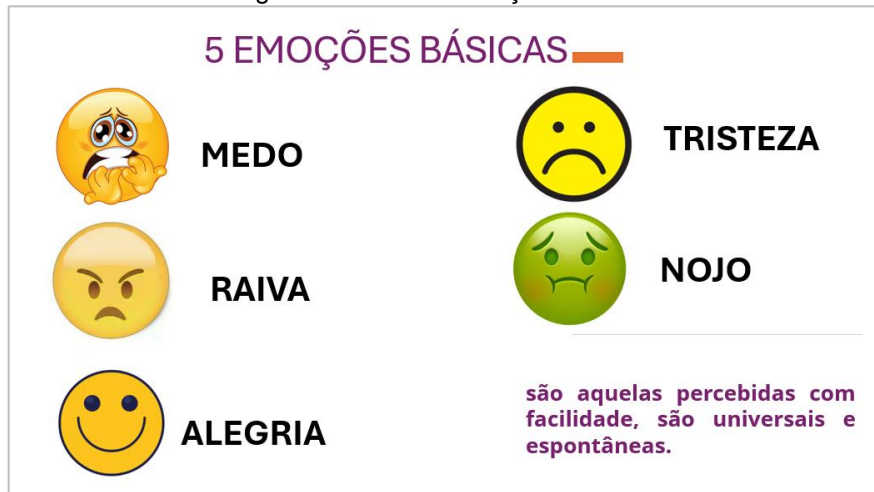 5 EMOÇÕES BÁSICAS
MEDO
TRISTEZA
RAIVA
NOJO
ALEGRIA
são aquelas percebidas com
facilidade, são universais e
espontâneas.